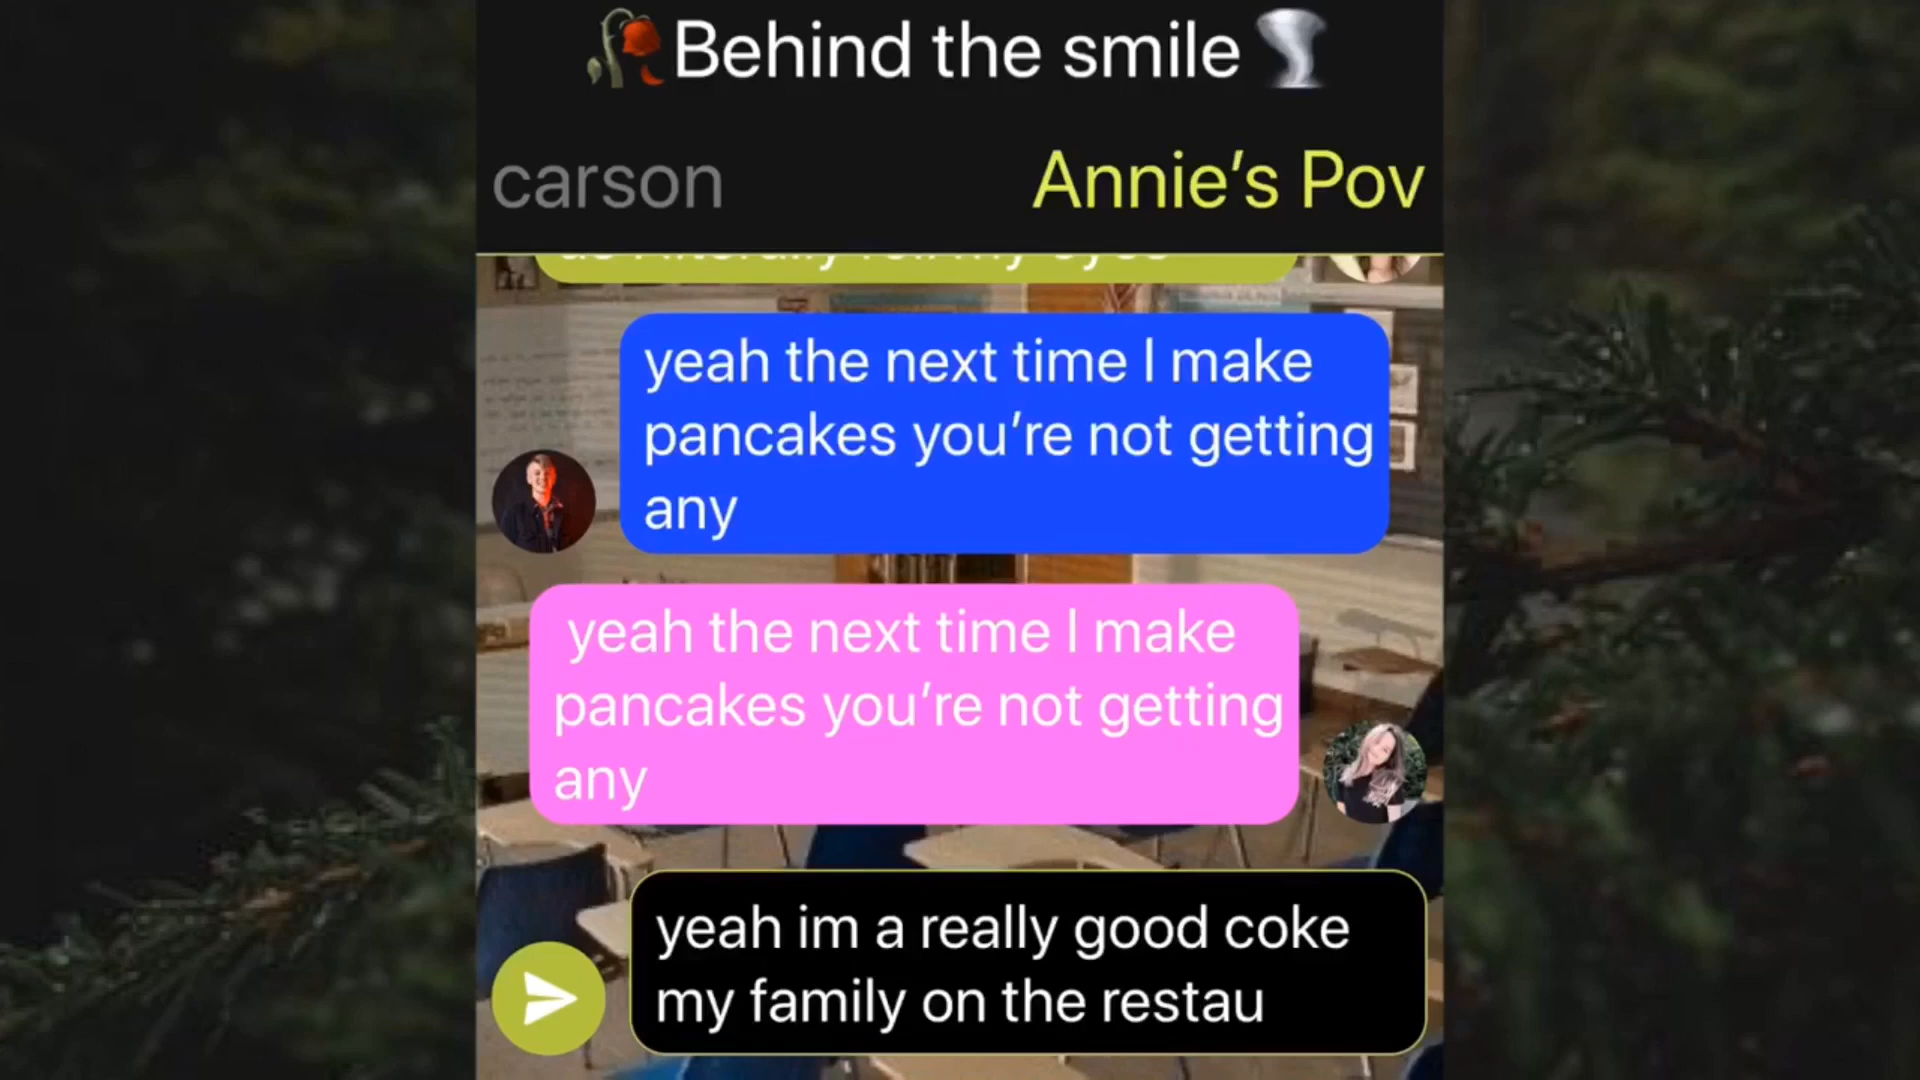 Behind the smile
carson
Annie's Pov
yeah the next time I make
pancakes you're not getting
any
yeah the next time I make
pancakes you're not getting
any
yeah im a really good coke
my family on the restau